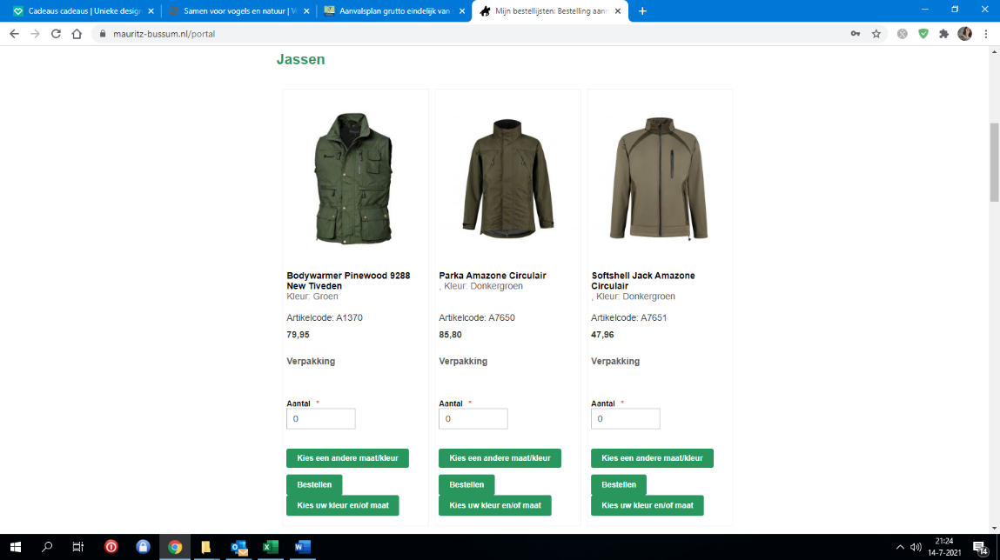 Cadeaus cadeaus | Unieke design
Samen voor vogels en natuur | V
Aanvalsplan grutto eindelijk van
Mijn bestellijsten: Bestelling aann
mauritz-bussum.nl/portal
Jassen
Bodywarmer Pinewood 9288
New Tiveden
Kleur: Groen
Artikelcode: A1370
79,95
Verpakking
Aantal *
0
Kies een andere maat/kleur
Bestellen
Kies uw kleur en/of maat
Parka Amazone Circulair
, Kleur: Donkergroen
Artikelcode: A7650
85,80
Verpakking
Aantal *
0
Kies een andere maat/kleur
Bestellen
Kies uw kleur en/of maat
Softshell Jack Amazone
Circulair
, Kleur: Donkergroen
Artikelcode: A7651
47,96
Verpakking
Aantal *
0
Kies een andere maat/kleur
Bestellen
Kies uw kleur en/of maat
21:24
14-7-2021
14